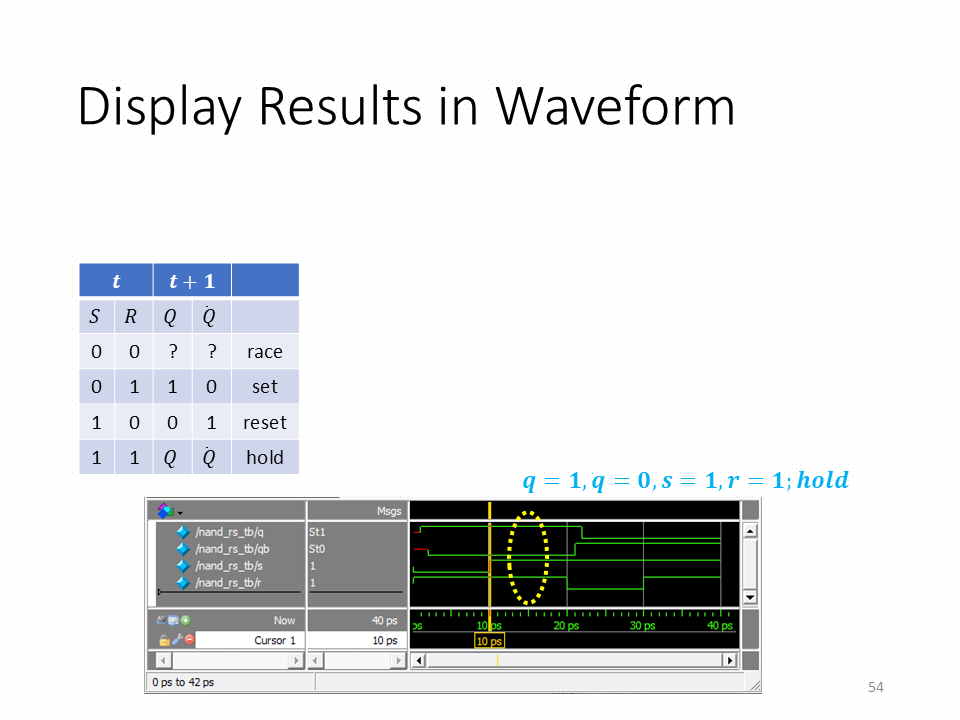 Display Results in Waveform
t t + 1
S R Q Q̇
0 0 ? ? race
0 1 1 0 set
1 0 0 1 reset
1 1 Q Q̇ hold
q = 1, q̇ = 0, s = 1, r = 1; hold
Msgs
/nand_rs_tb/q St1
/nand_rs_tb/qb St0
/nand_rs_tb/s 1
/nand_rs_tb/r 1
Now 40 ps ps 10 ps 20 ps 30 ps 40 ps
Cursor 1 10 ps 10 ps
0 ps to 42 ps
54